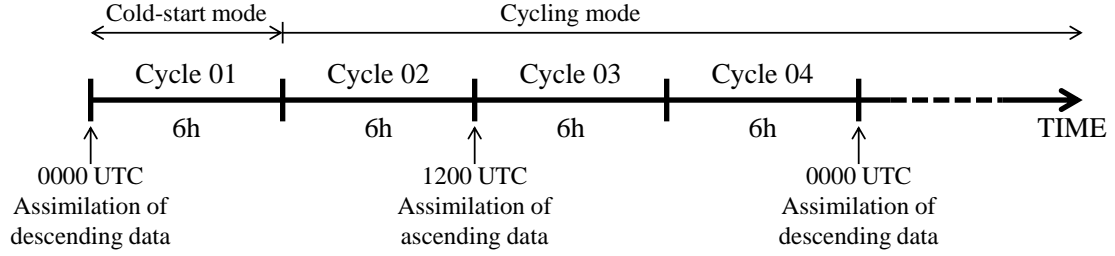 Cold-start mode
Cycling mode
Cycle 01
Cycle 02
Cycle 03
Cycle 04
6h
6h
6h
6h
TIME
0000 UTC
Assimilation of
descending data
1200 UTC
Assimilation of
ascending data
0000 UTC
Assimilation of
descending data